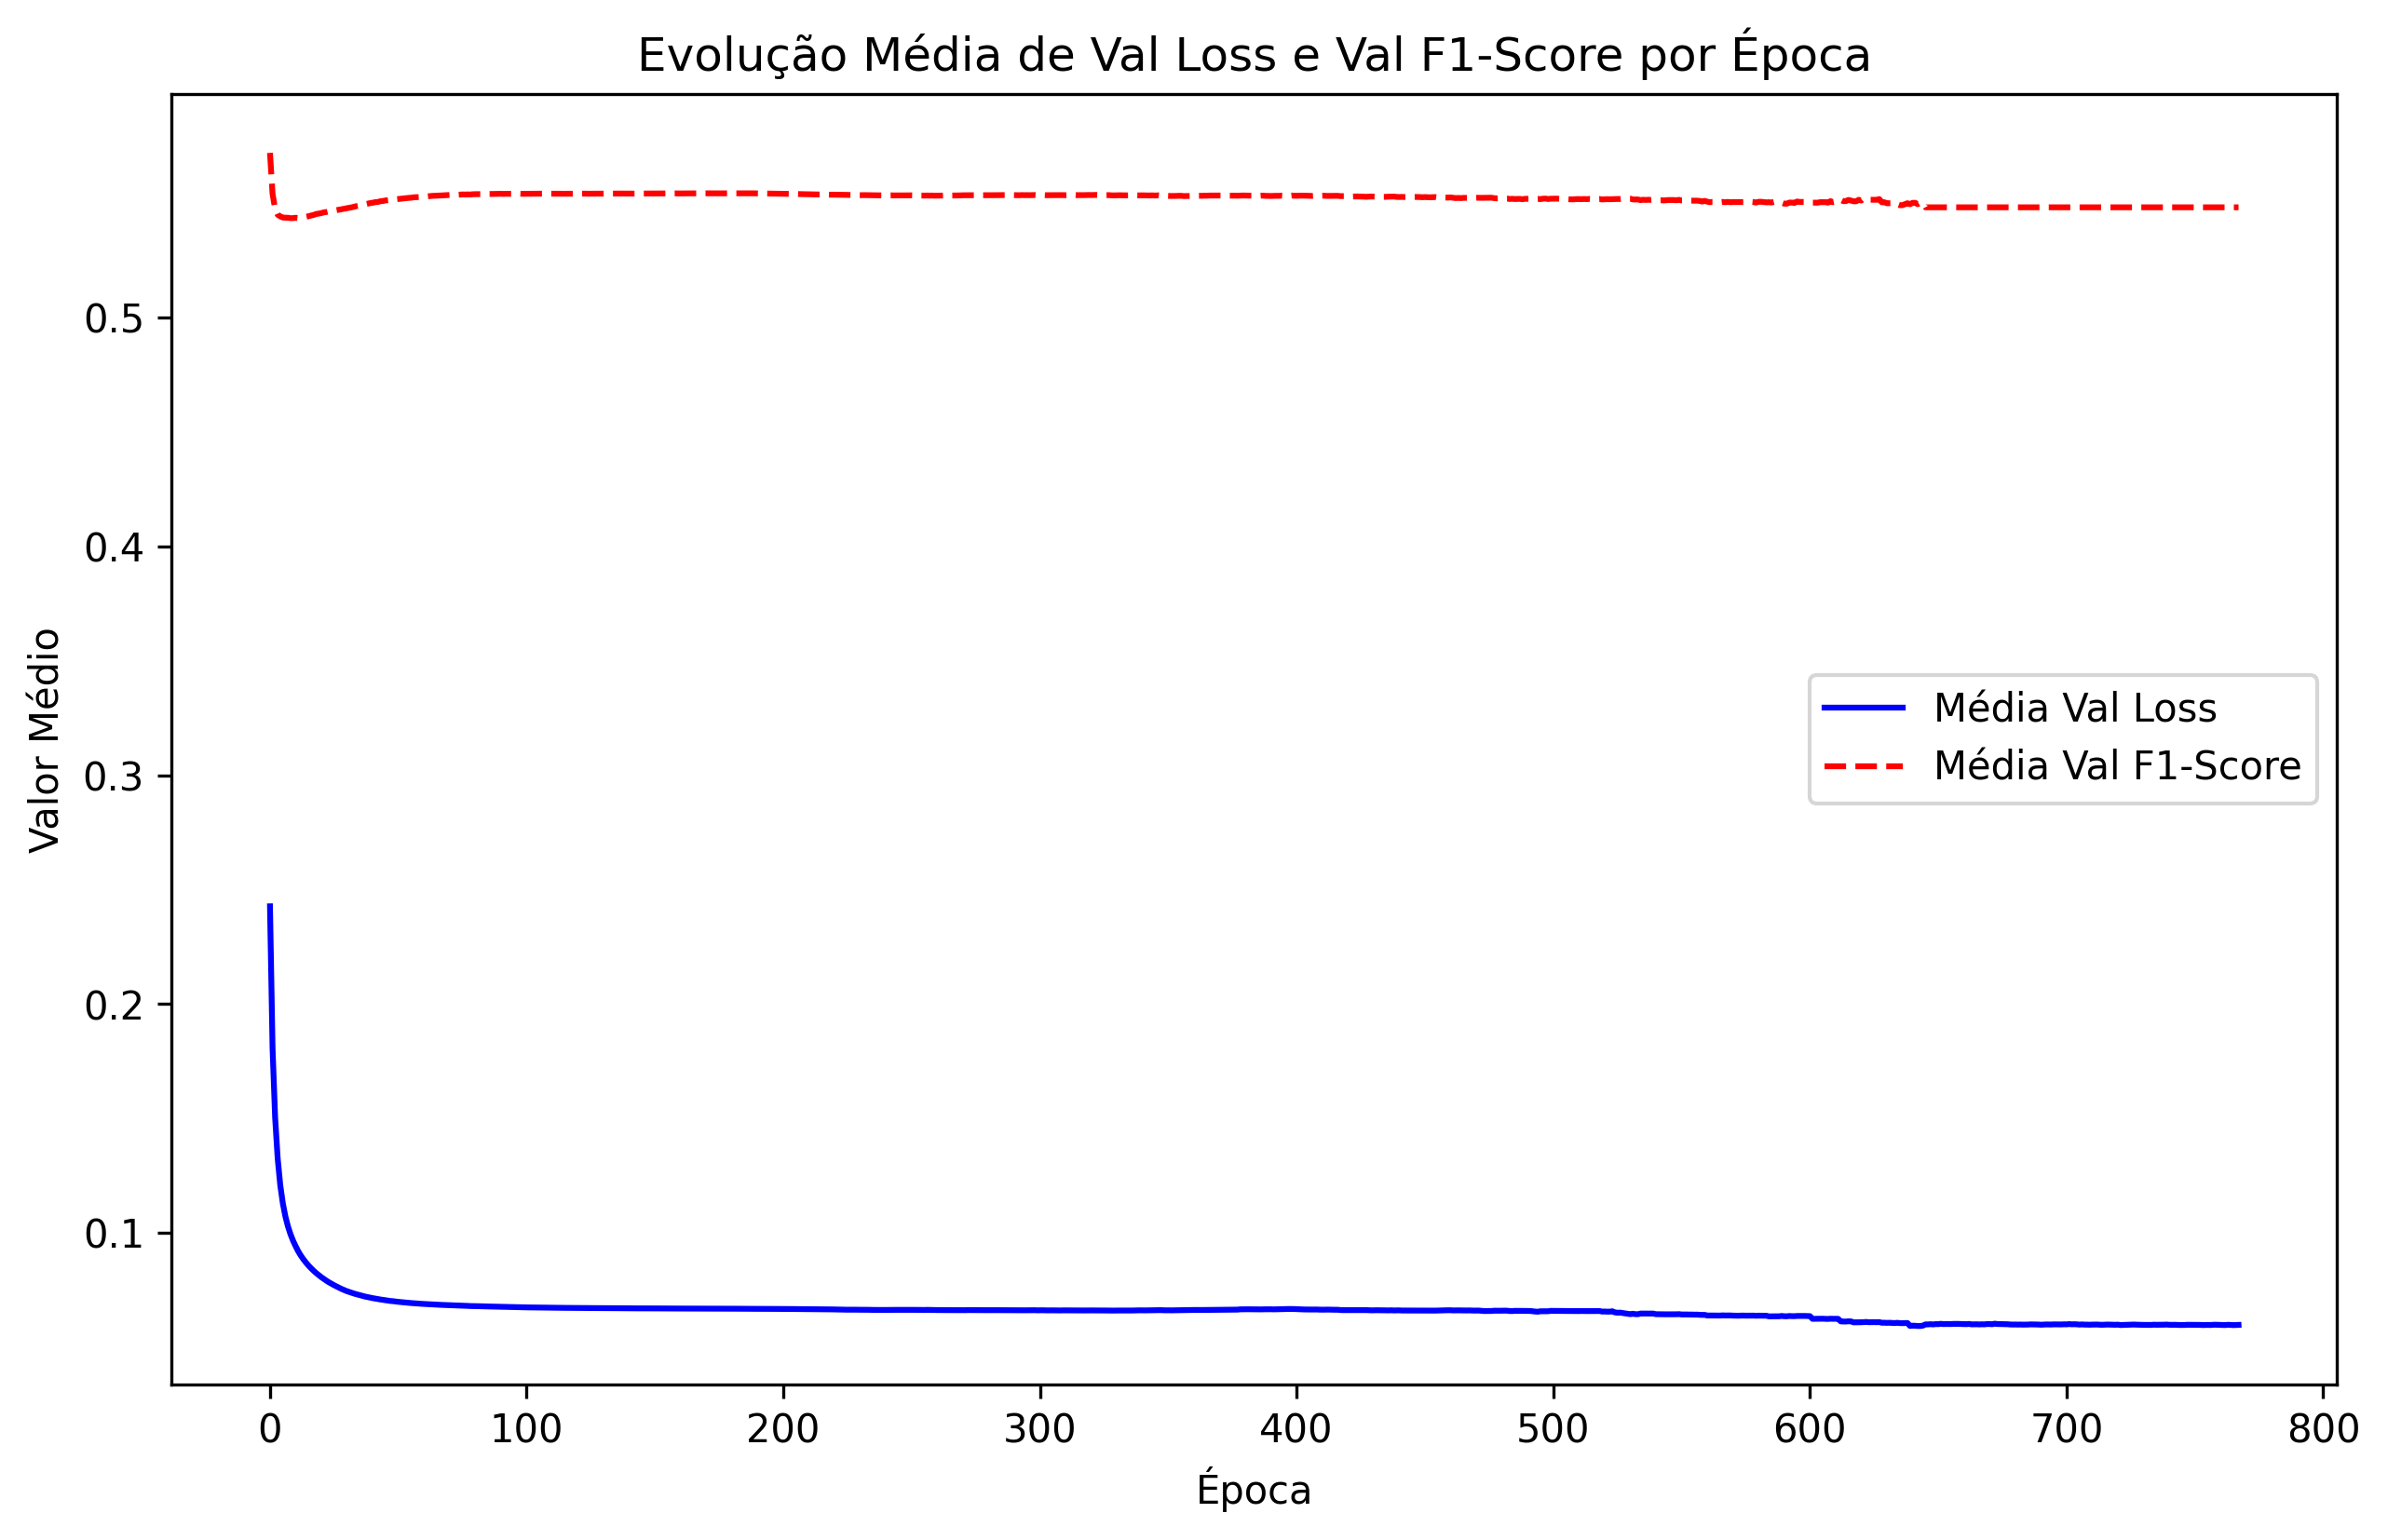 Evolução Média de Val Loss e Val F1-Score por Época
Valor Médio
0.5
0.4
0.3
0.2
0.1
Média Val Loss
Média Val F1-Score
0 100 200 300 400 500 600 700 800
Época